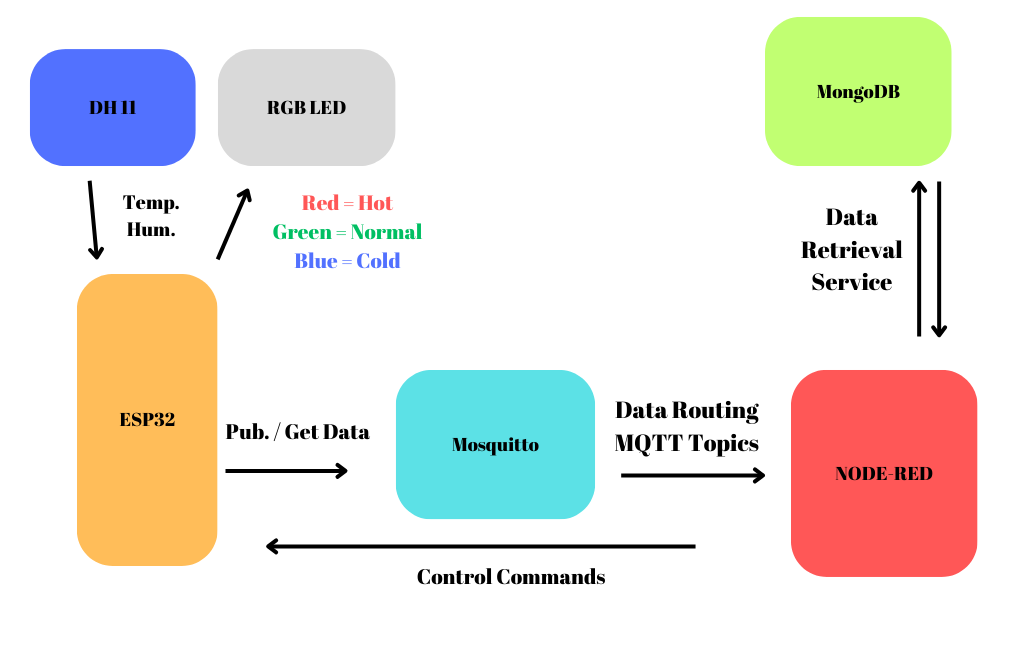 DH 11
RGB LED
MongoDB
Temp.
Hum.
Red = Hot
Green = Normal
Blue = Cold
Data
Retrieval
Service
ESP32
Pub. / Get Data
Mosquitto
Data Routing
MQTT Topics
NODE-RED
Control Commands